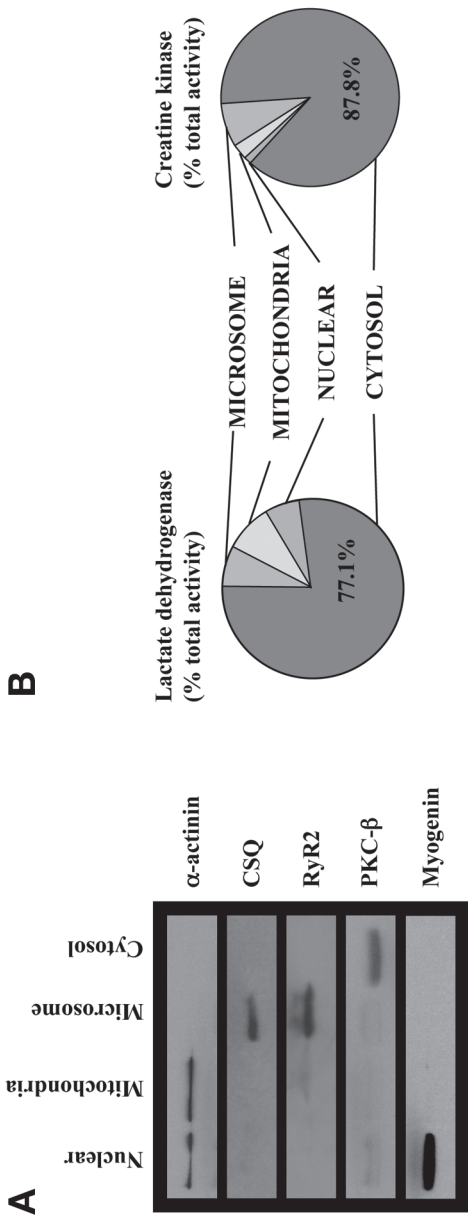 A
Nuclear
Mitochondria
Microsome
Cytosol
α-actinin
CSQ
RyR2
PKC-β
Myogenin
B
Lactate dehydrogenase
(% total activity)
Creatine kinase
(% total activity)
MICROSOME
MITOCHONDRIA
NUCLEAR
CYTOSOL
77.1%
87.8%